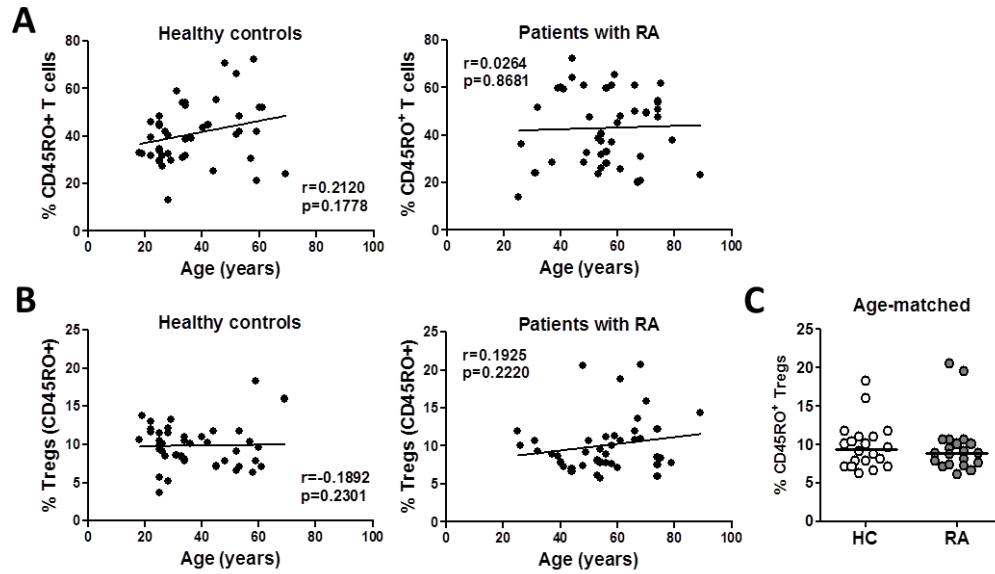 A
Healthy controls
% CD45RO+ T cells
80
60
40
20
0
r=0.2120
p=0.1778
0 20 40 60 80 100
Age (years)
Patients with RA
% CD45RO⁺ T cells
80
60
40
20
0
r=0.0264
p=0.8681
0 20 40 60 80 100
Age (years)
B
Healthy controls
% Tregs (CD45RO+)
25
20
15
10
5
0
r=-0.1892
p=0.2301
0 20 40 60 80 100
Age (years)
Patients with RA
% Tregs (CD45RO+)
25
20
15
10
5
0
r=0.1925
p=0.2220
0 20 40 60 80 100
Age (years)
C
Age-matched
% CD45RO⁺ Tregs
25
20
15
10
5
0
HC RA